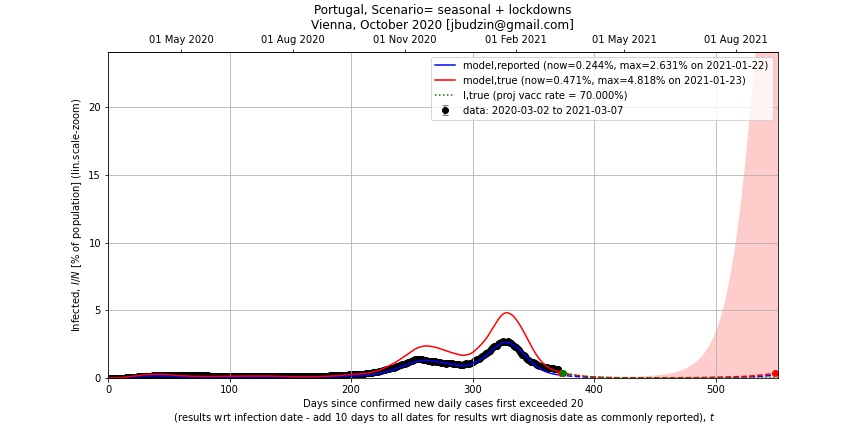 Portugal, Scenario= seasonal + lockdowns
Vienna, October 2020 [jbudzin@gmail.com]
01 May 2020 01 Aug 2020 01 Nov 2020 01 Feb 2021 01 May 2021 01 Aug 2021
model,reported (now=0.244%, max=2.631% on 2021-01-22)
model,true (now=0.471%, max=4.818% on 2021-01-23)
I,true (proj vacc rate = 70.000%)
data: 2020-03-02 to 2021-03-07
Infected, I/N [% of population] (lin.scale-zoom)
20
15
10
5
0
0 100 200 300 400 500
Days since confirmed new daily cases first exceeded 20
(results wrt infection date - add 10 days to all dates for results wrt diagnosis date as commonly reported), t